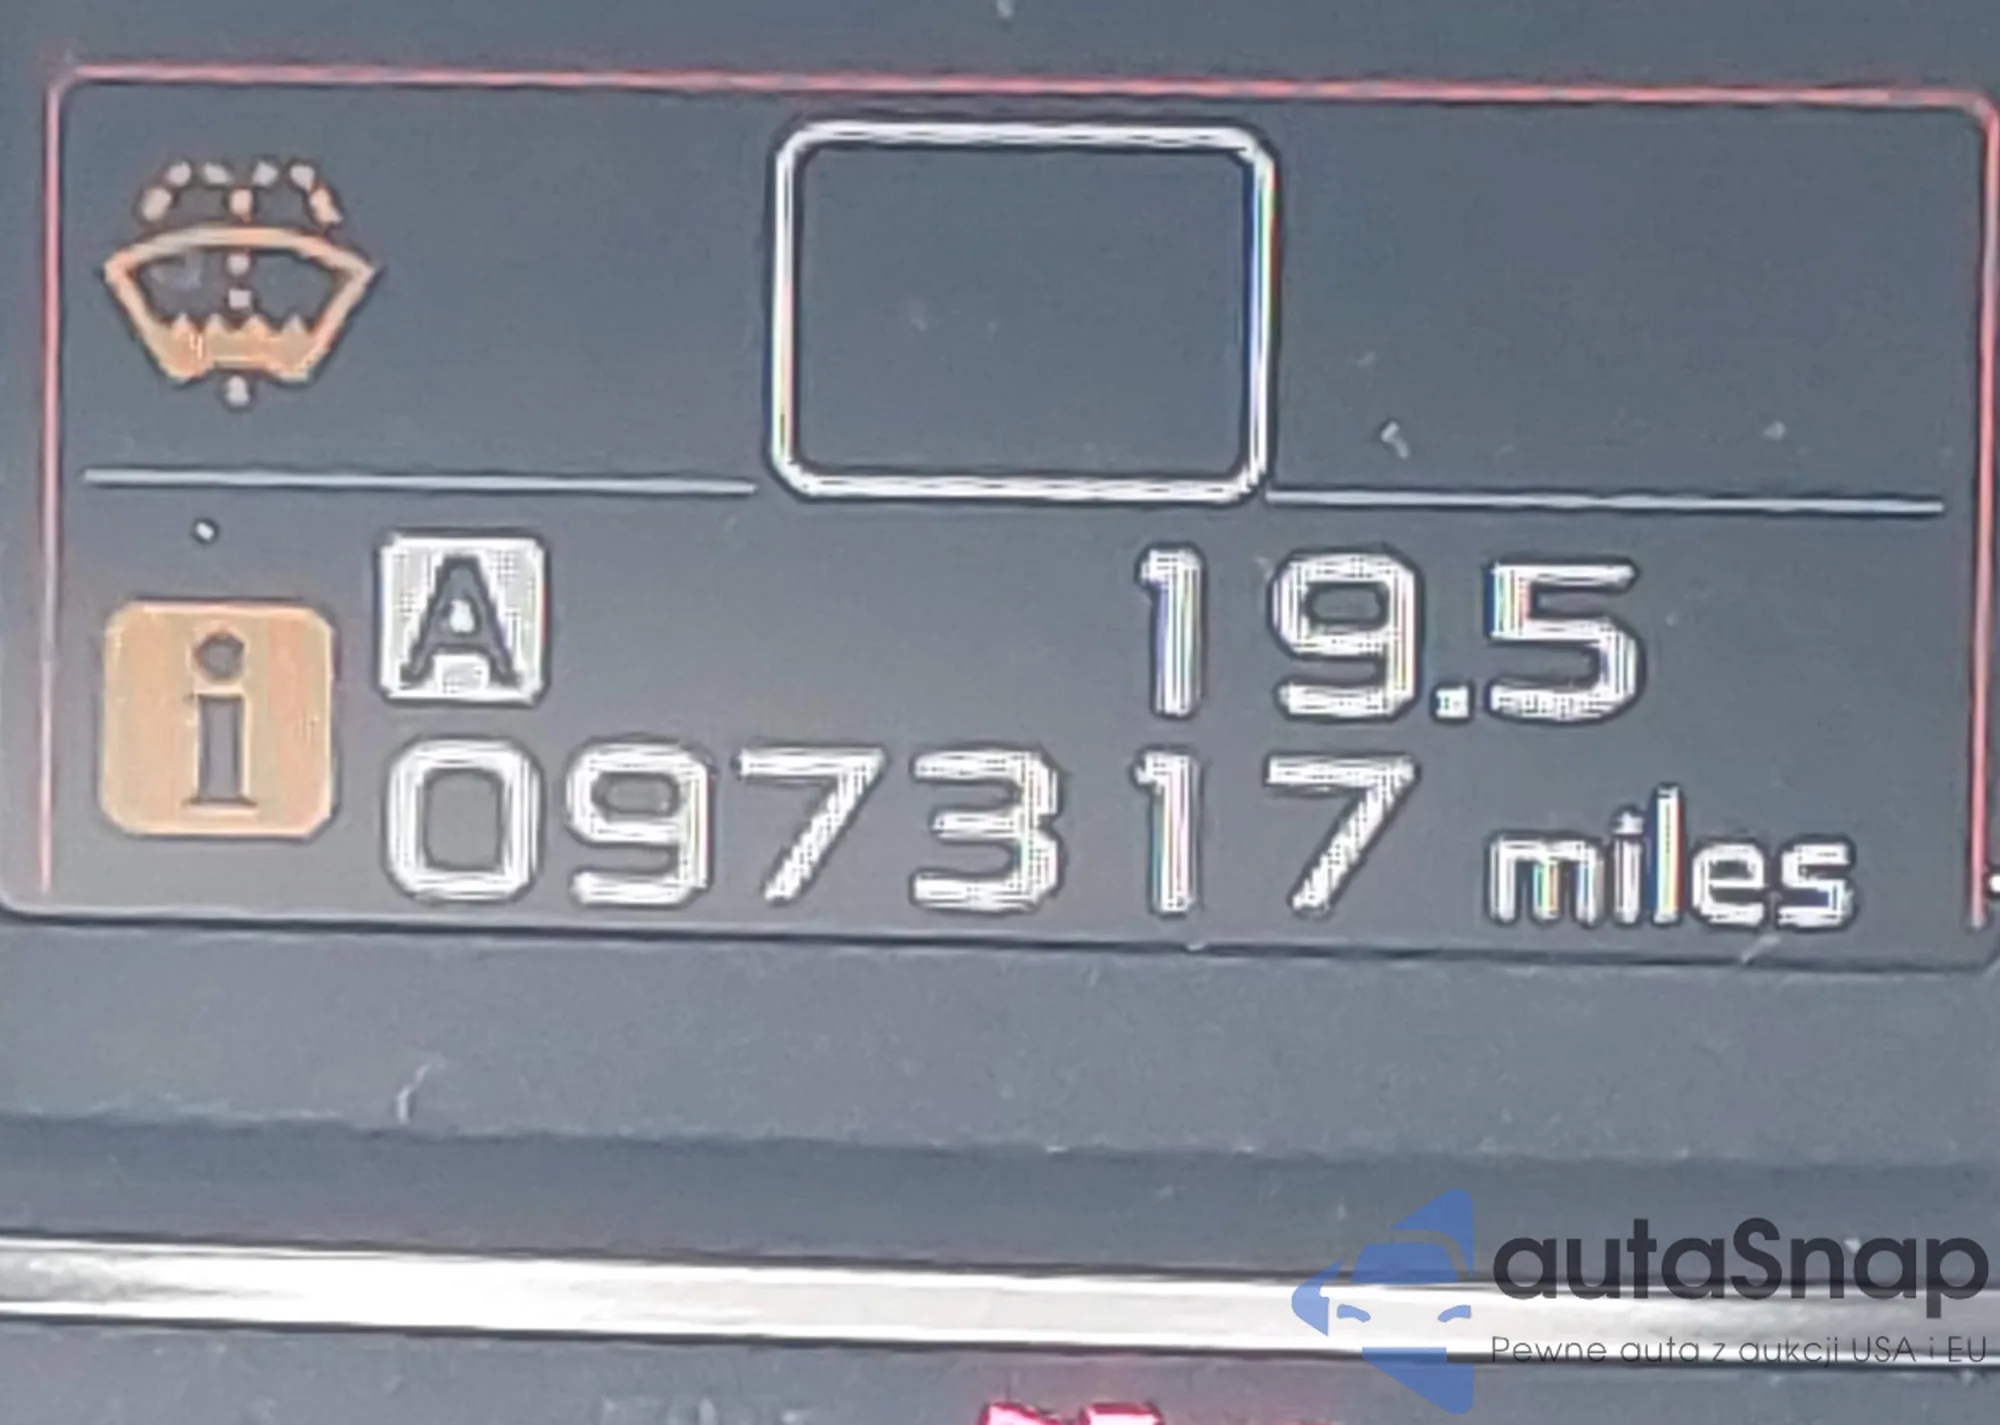 A 19.5
i 097317 miles
autaSnap
Pewne auta z aukcji USA i EU